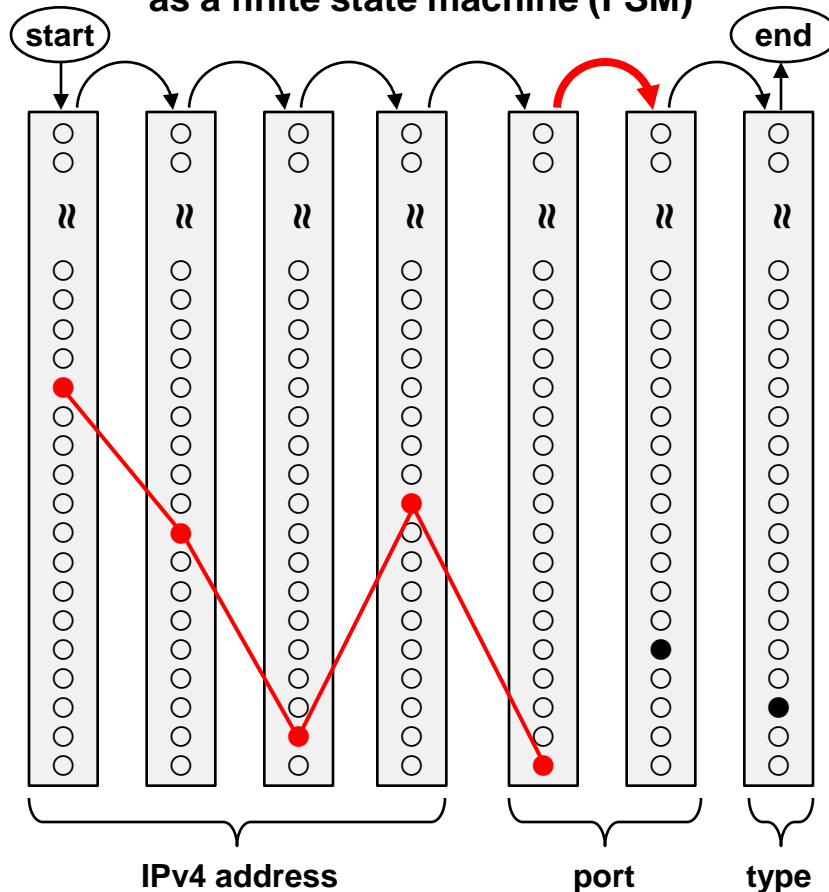 as a finite state machine (FSM)
start
end
≈
≈
≈
≈
≈
≈
≈
IPv4 address
port
type